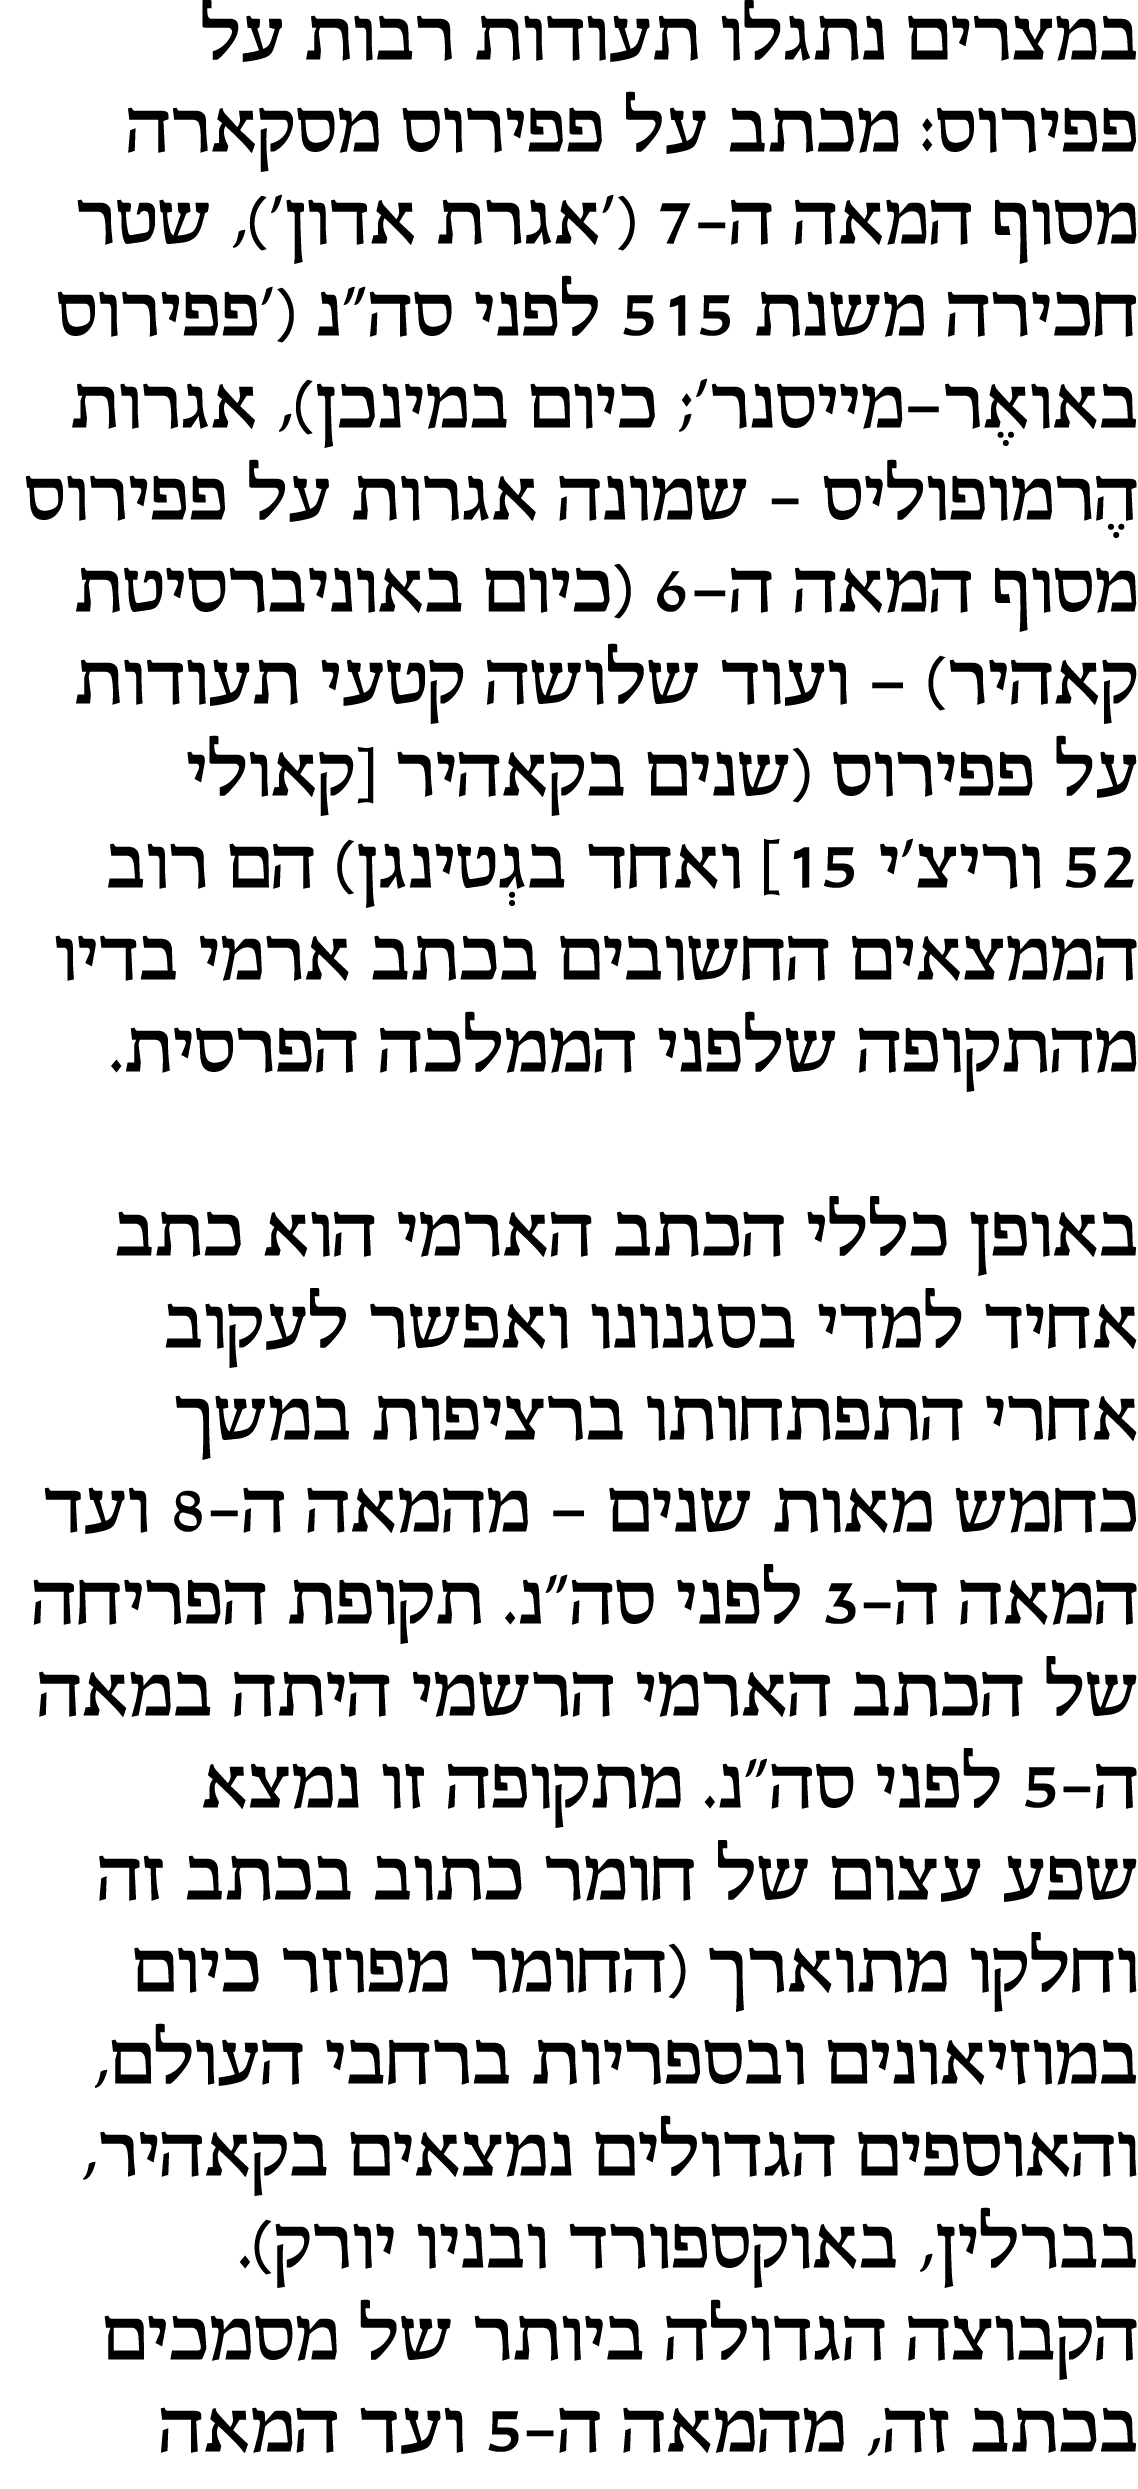 במצרים נתגלו תעודות רבות על
פפירוס: מכתב על פפירוס מסקארה
מסוף המאה ה–7 ('אגרת אדון'), שטר
חכירה משנת 515 לפני סה"נ ('פפירוס
באואֶר–מייסנר'; כיום במינכן), אגרות
הֶרמופוליס – שמונה אגרות על פפירוס
מסוף המאה ה–6 (כיום באוניברסיטת
קאהיר) – ועוד שלושה קטעי תעודות
על פפירוס (שנים בקאהיר [קאולי
52 וריצ'י 15] ואחד בגְטינגן) הם רוב
הממצאים החשובים בכתב ארמי בדיו
מהתקופה שלפני הממלכה הפרסית.
באופן כללי הכתב הארמי הוא כתב
אחיד למדי בסגנונו ואפשר לעקוב
אחרי התפתחותו ברציפות במשך
כחמש מאות שנים – מהמאה ה–8 ועד
המאה ה–3 לפני סה"נ. תקופת הפריחה
של הכתב הארמי הרשמי היתה במאה
ה–5 לפני סה"נ. מתקופה זו נמצא
שפע עצום של חומר כתוב בכתב זה
וחלקו מתוארך (החומר מפוזר כיום
במוזיאונים ובספריות ברחבי העולם,
והאוספים הגדולים נמצאים בקאהיר,
בברלין, באוקספורד ובניו יורק).
הקבוצה הגדולה ביותר של מסמכים
בכתב זה, מהמאה ה–5 ועד המאה